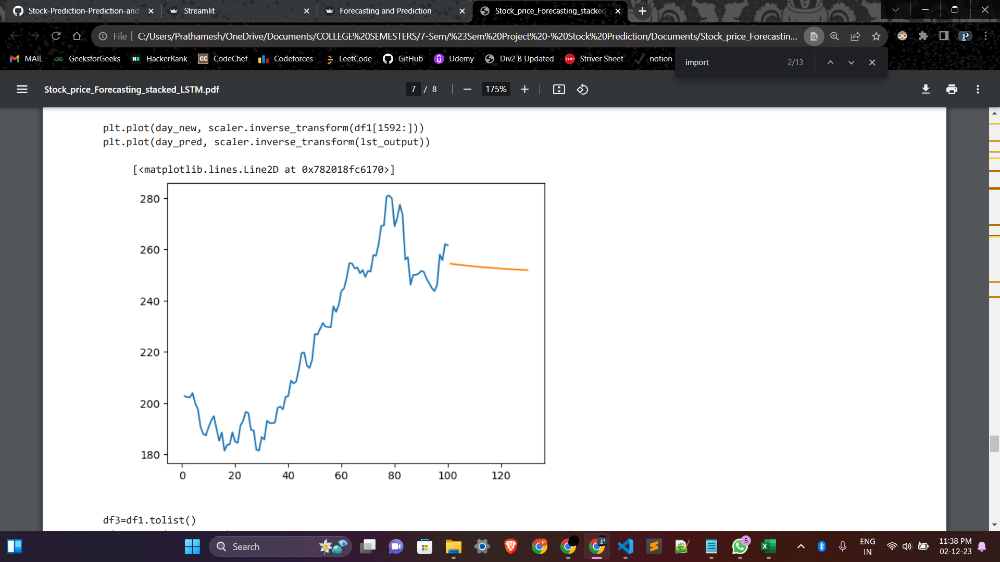 Stock-Prediction-Prediction-and
Streamlit
Forecasting and Prediction
Stock_price_Forecasting_stacked
File
C:/Users/Prathamesh/OneDrive/Documents/COLLEGE%20SEMESTERS/7-Sem/%23Sem%20Project%20-%20Stock%20Prediction/Documents/Stock_price_Forecastin...
MAIL
GeeksforGeeks
HackerRank
CodeChef
Codeforces
LeetCode
GitHub
Udemy
Div2 B Updated
Striver Sheet
notion
import
2/13
Stock_price_Forecasting_stacked_LSTM.pdf
7 / 8
175%
plt.plot(day_new, scaler.inverse_transform(df1[1592:]))
plt.plot(day_pred, scaler.inverse_transform(lst_output))
[<matplotlib.lines.Line2D at 0x782018fc6170>]
280
260
240
220
200
180
0 20 40 60 80 100 120
df3=df1.tolist()
Search
5
ENG
IN
11:38 PM
02-12-23